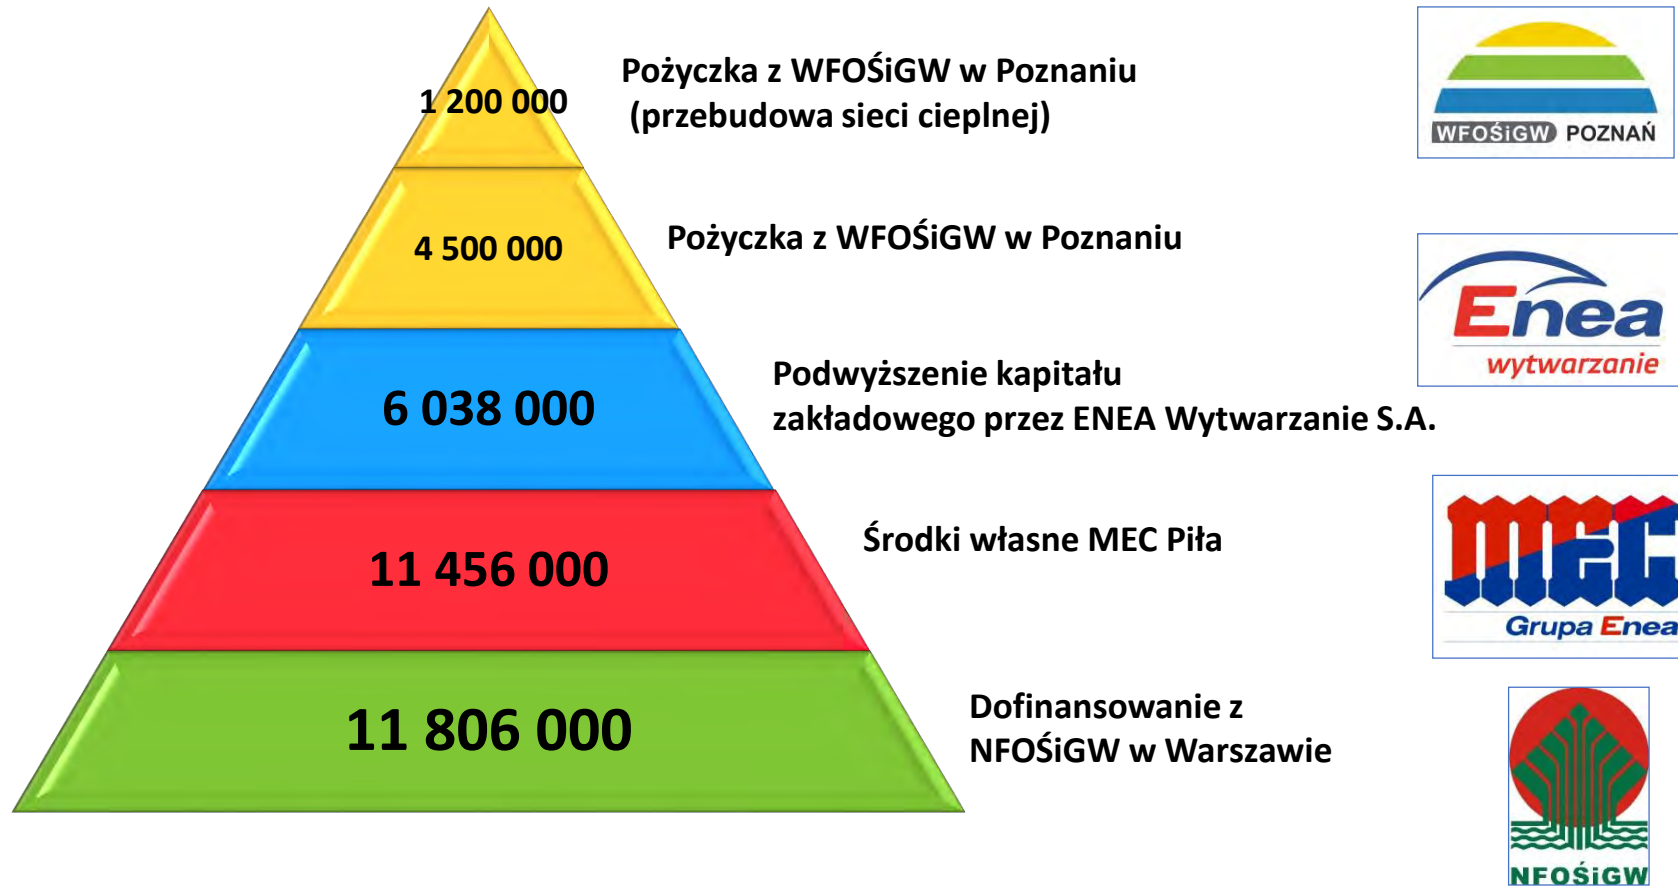 1 200 000
Pożyczka z WFOŚiGW w Poznaniu
(przebudowa sieci cieplnej)
WFOŚiGW POZNAŃ
4 500 000
Pożyczka z WFOŚiGW w Poznaniu
Enea
wytwarzanie
6 038 000
Podwyższenie kapitału
zakładowego przez ENEA Wytwarzanie S.A.
11 456 000
Środki własne MEC Piła
MEC
Grupa Enea
11 806 000
Dofinansowanie z
NFOŚiGW w Warszawie
NFOŚiGW